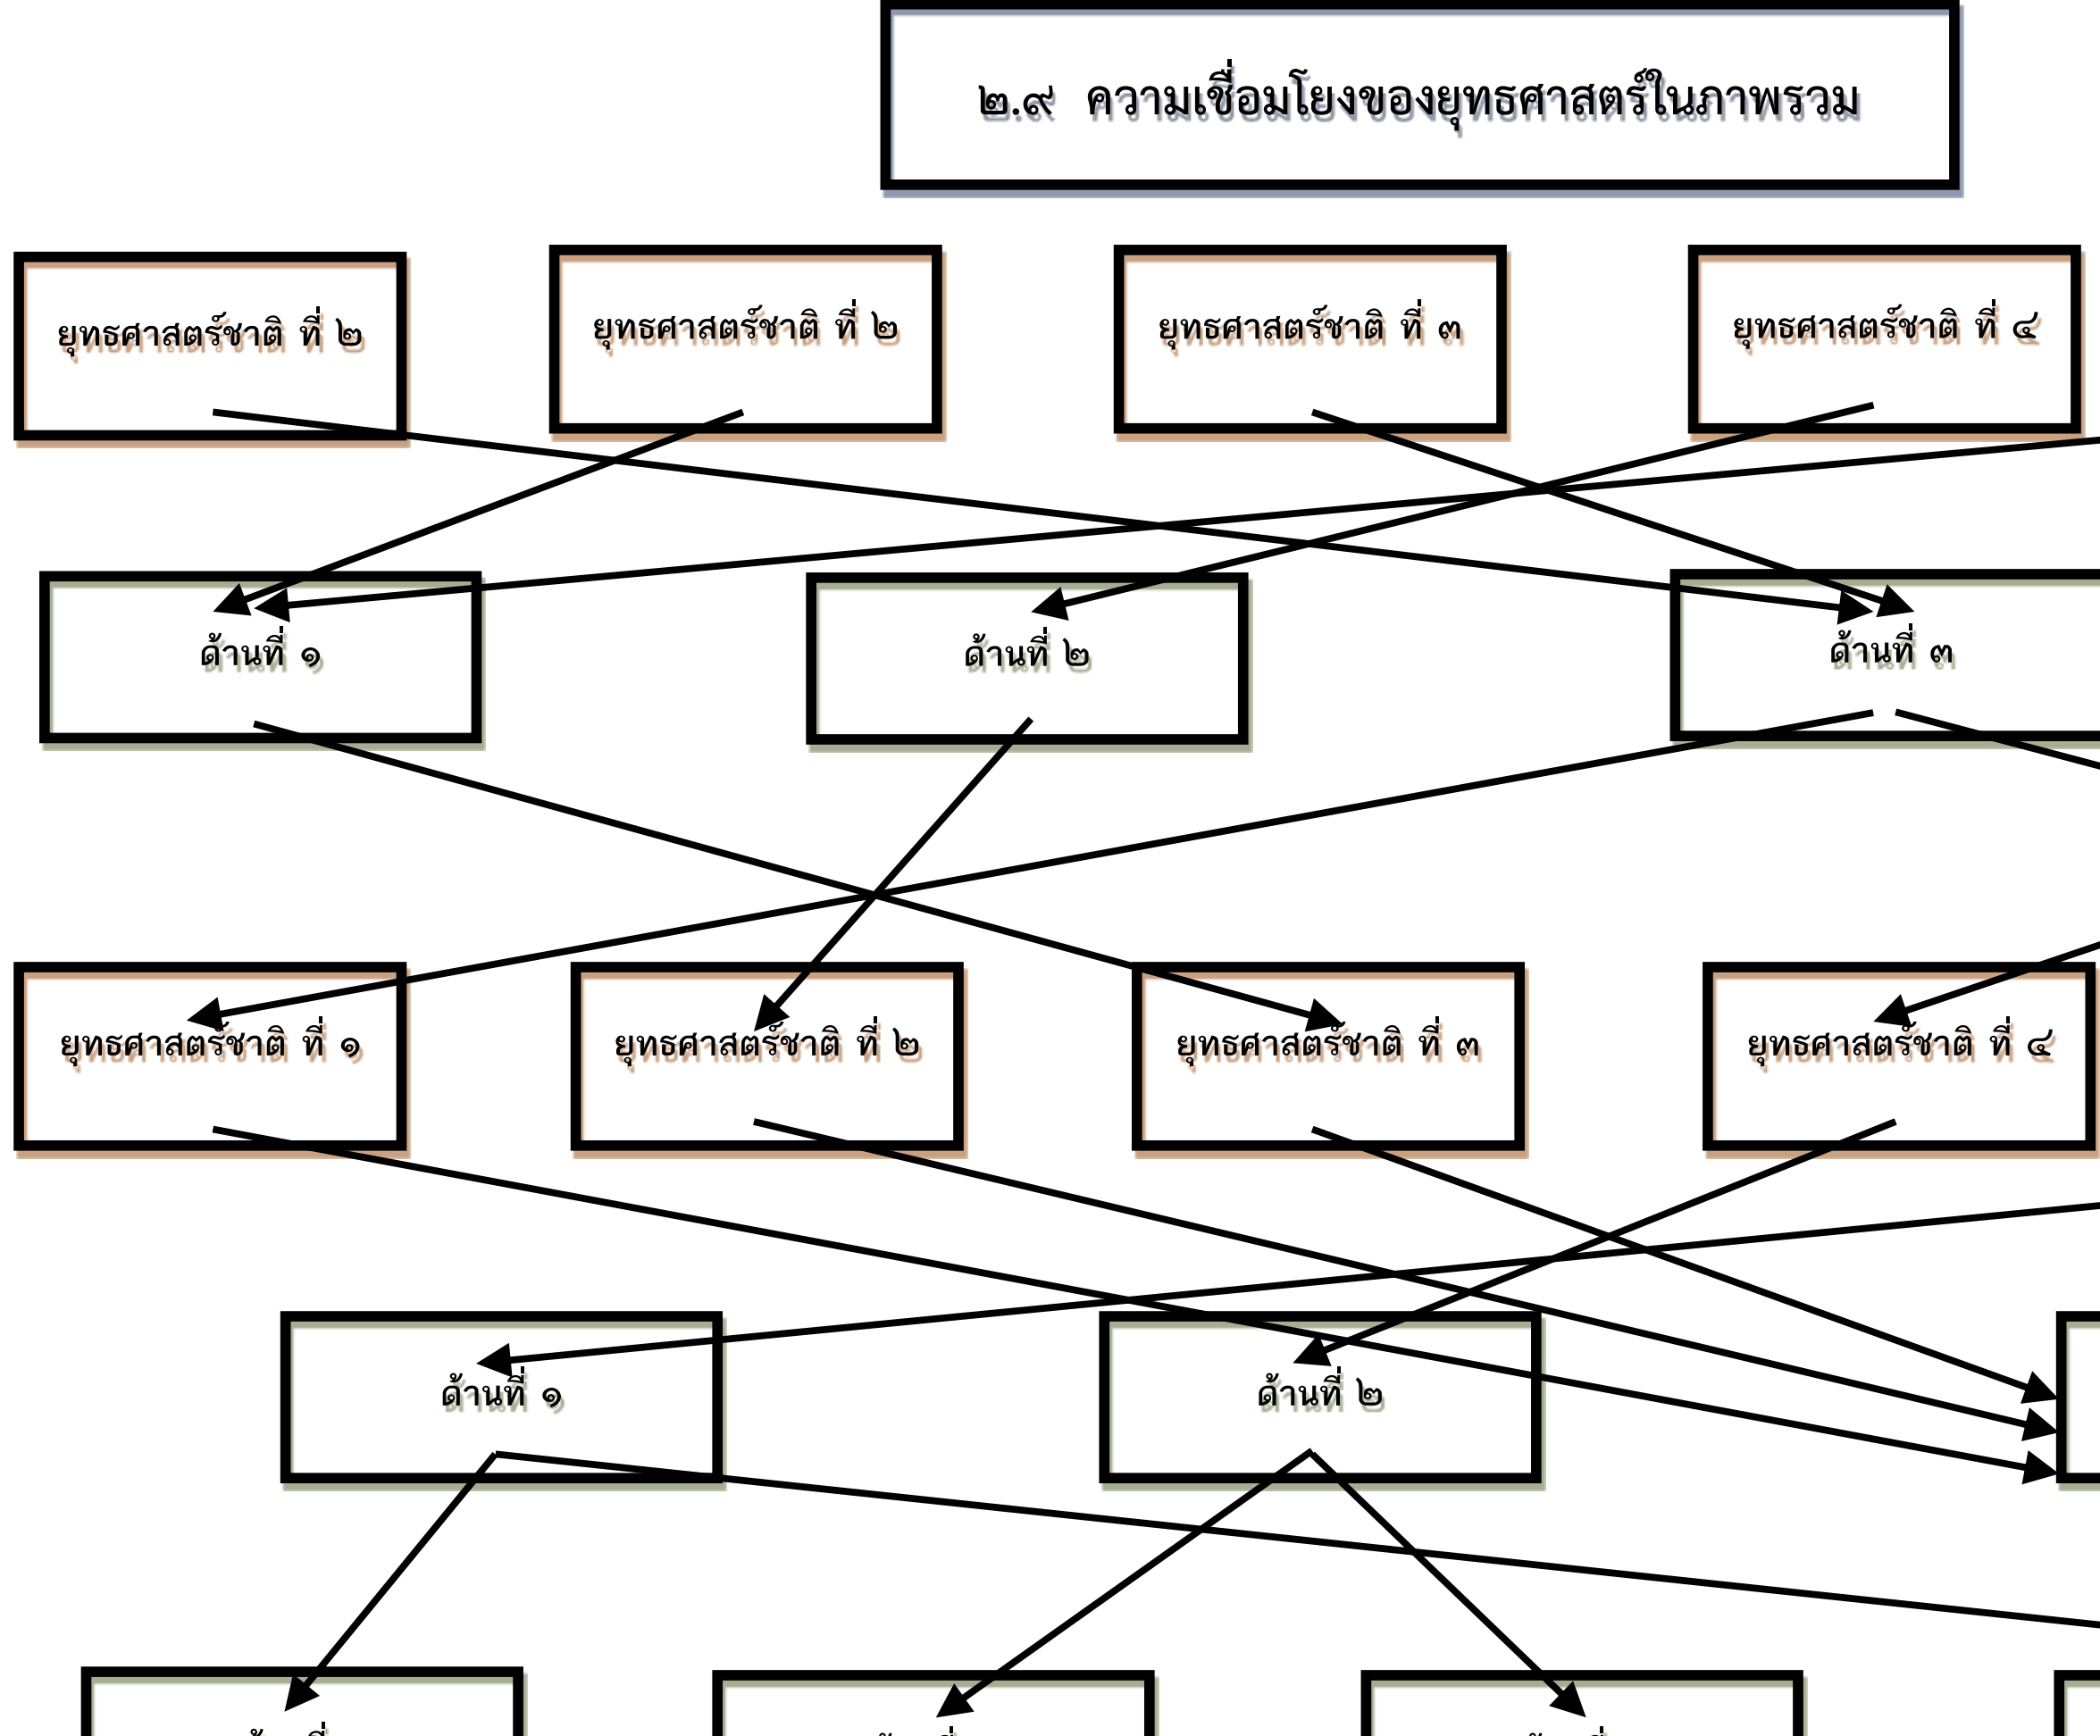 ๒.๙ ความเชื่อมโยงของยุทธศาสตร์ในภาพรวม
ยุทธศาสตร์ชาติ ที่ ๒
ยุทธศาสตร์ชาติ ที่ ๒
ยุทธศาสตร์ชาติ ที่ ๓
ยุทธศาสตร์ชาติ ที่ ๔
ด้านที่ ๑
ด้านที่ ๒
ด้านที่ ๓
ยุทธศาสตร์ชาติ ที่ ๑
ยุทธศาสตร์ชาติ ที่ ๒
ยุทธศาสตร์ชาติ ที่ ๓
ยุทธศาสตร์ชาติ ที่ ๔
ด้านที่ ๑
ด้านที่ ๒